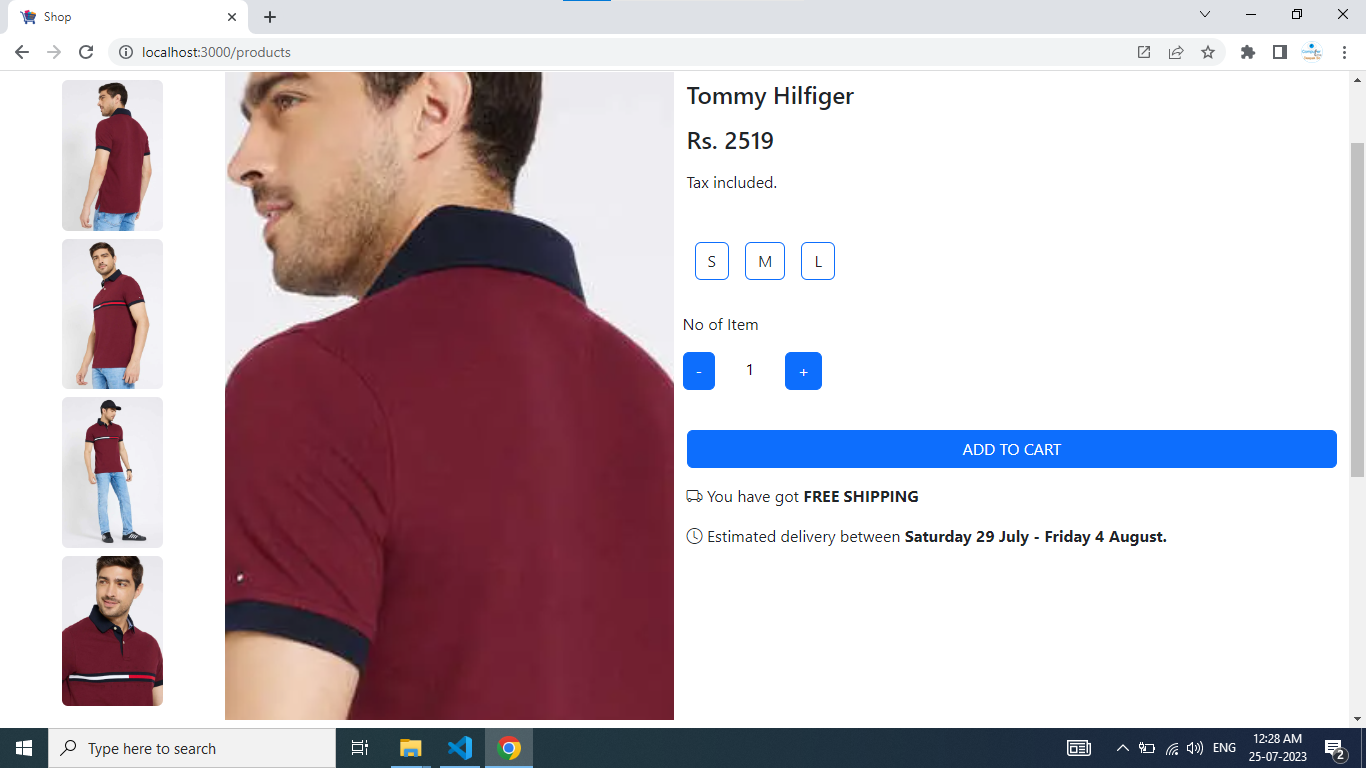 Shop
localhost:3000/products
Tommy Hilfiger
Rs. 2519
Tax included.
S M L
No of Item
- 1 +
ADD TO CART
You have got FREE SHIPPING
Estimated delivery between Saturday 29 July - Friday 4 August.
Type here to search
ENG
12:28 AM
25-07-2023
2